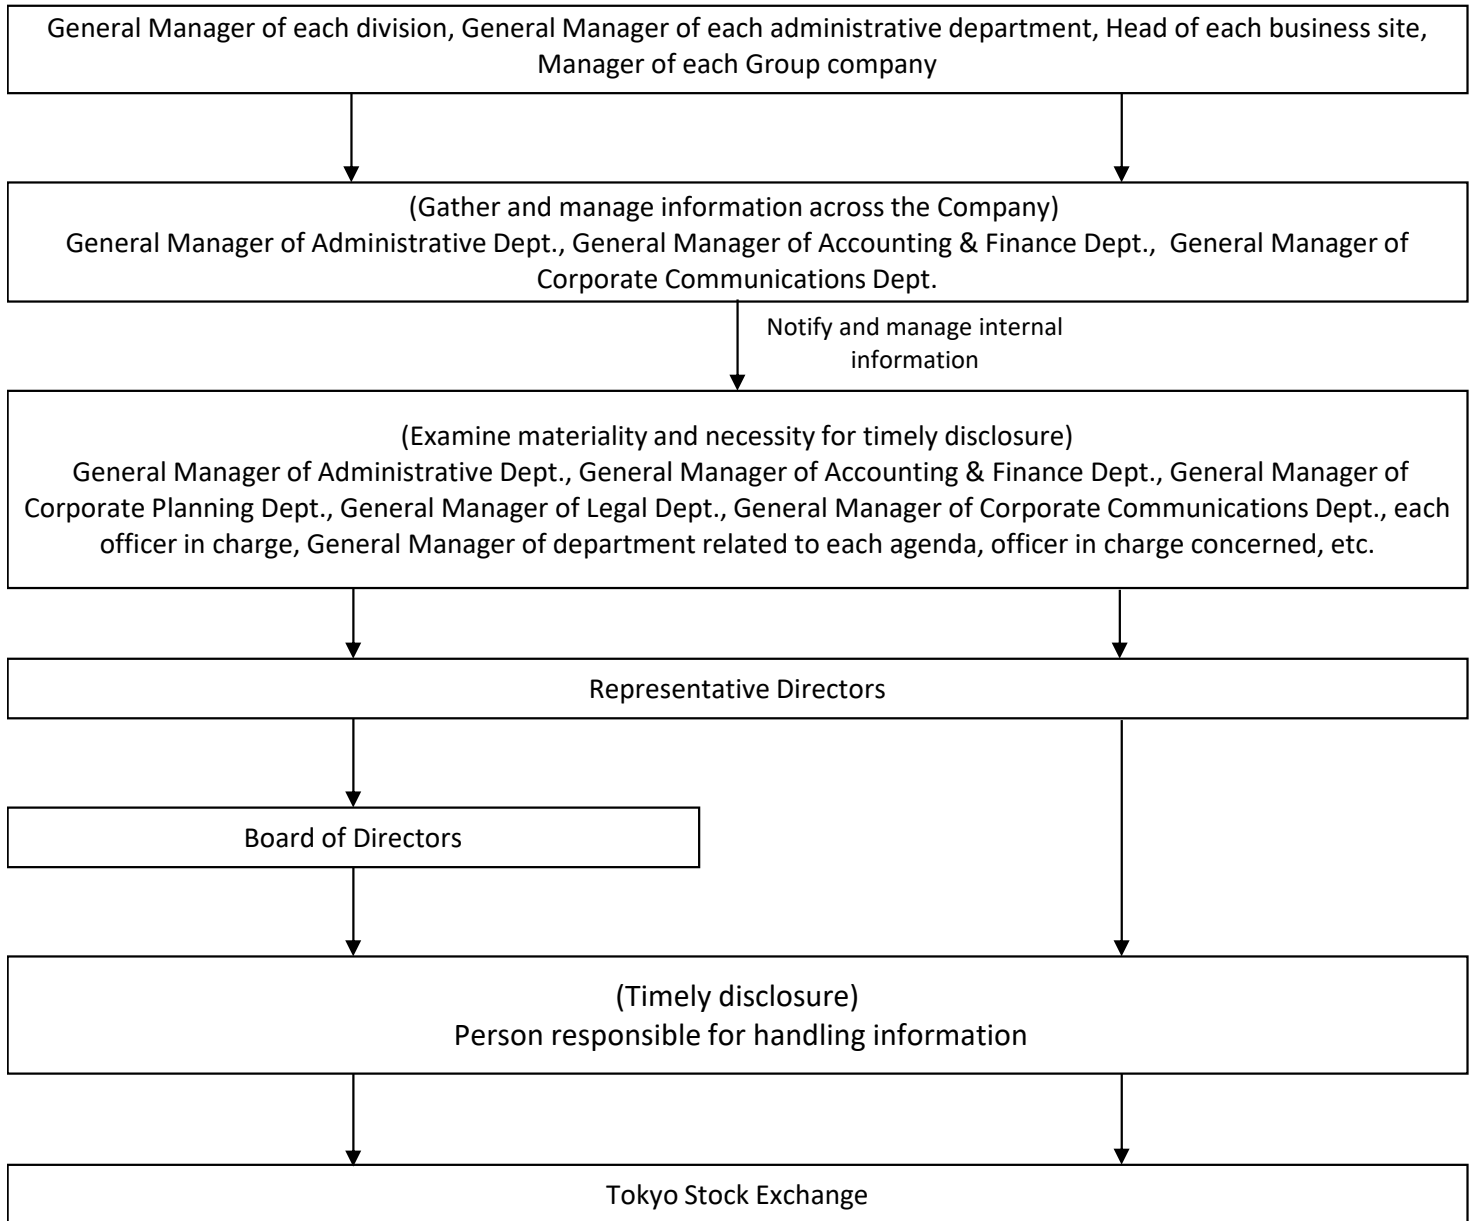 General Manager of each division, General Manager of each administrative department, Head of each business site,
Manager of each Group company
(Gather and manage information across the Company)
General Manager of Administrative Dept., General Manager of Accounting & Finance Dept.,  General Manager of
Corporate Communications Dept.
Notify and manage internal
information
(Examine materiality and necessity for timely disclosure)
General Manager of Administrative Dept., General Manager of Accounting & Finance Dept., General Manager of
Corporate Planning Dept., General Manager of Legal Dept., General Manager of Corporate Communications Dept., each
officer in charge, General Manager of department related to each agenda, officer in charge concerned, etc.
Representative Directors
Board of Directors
(Timely disclosure)
Person responsible for handling information
Tokyo Stock Exchange